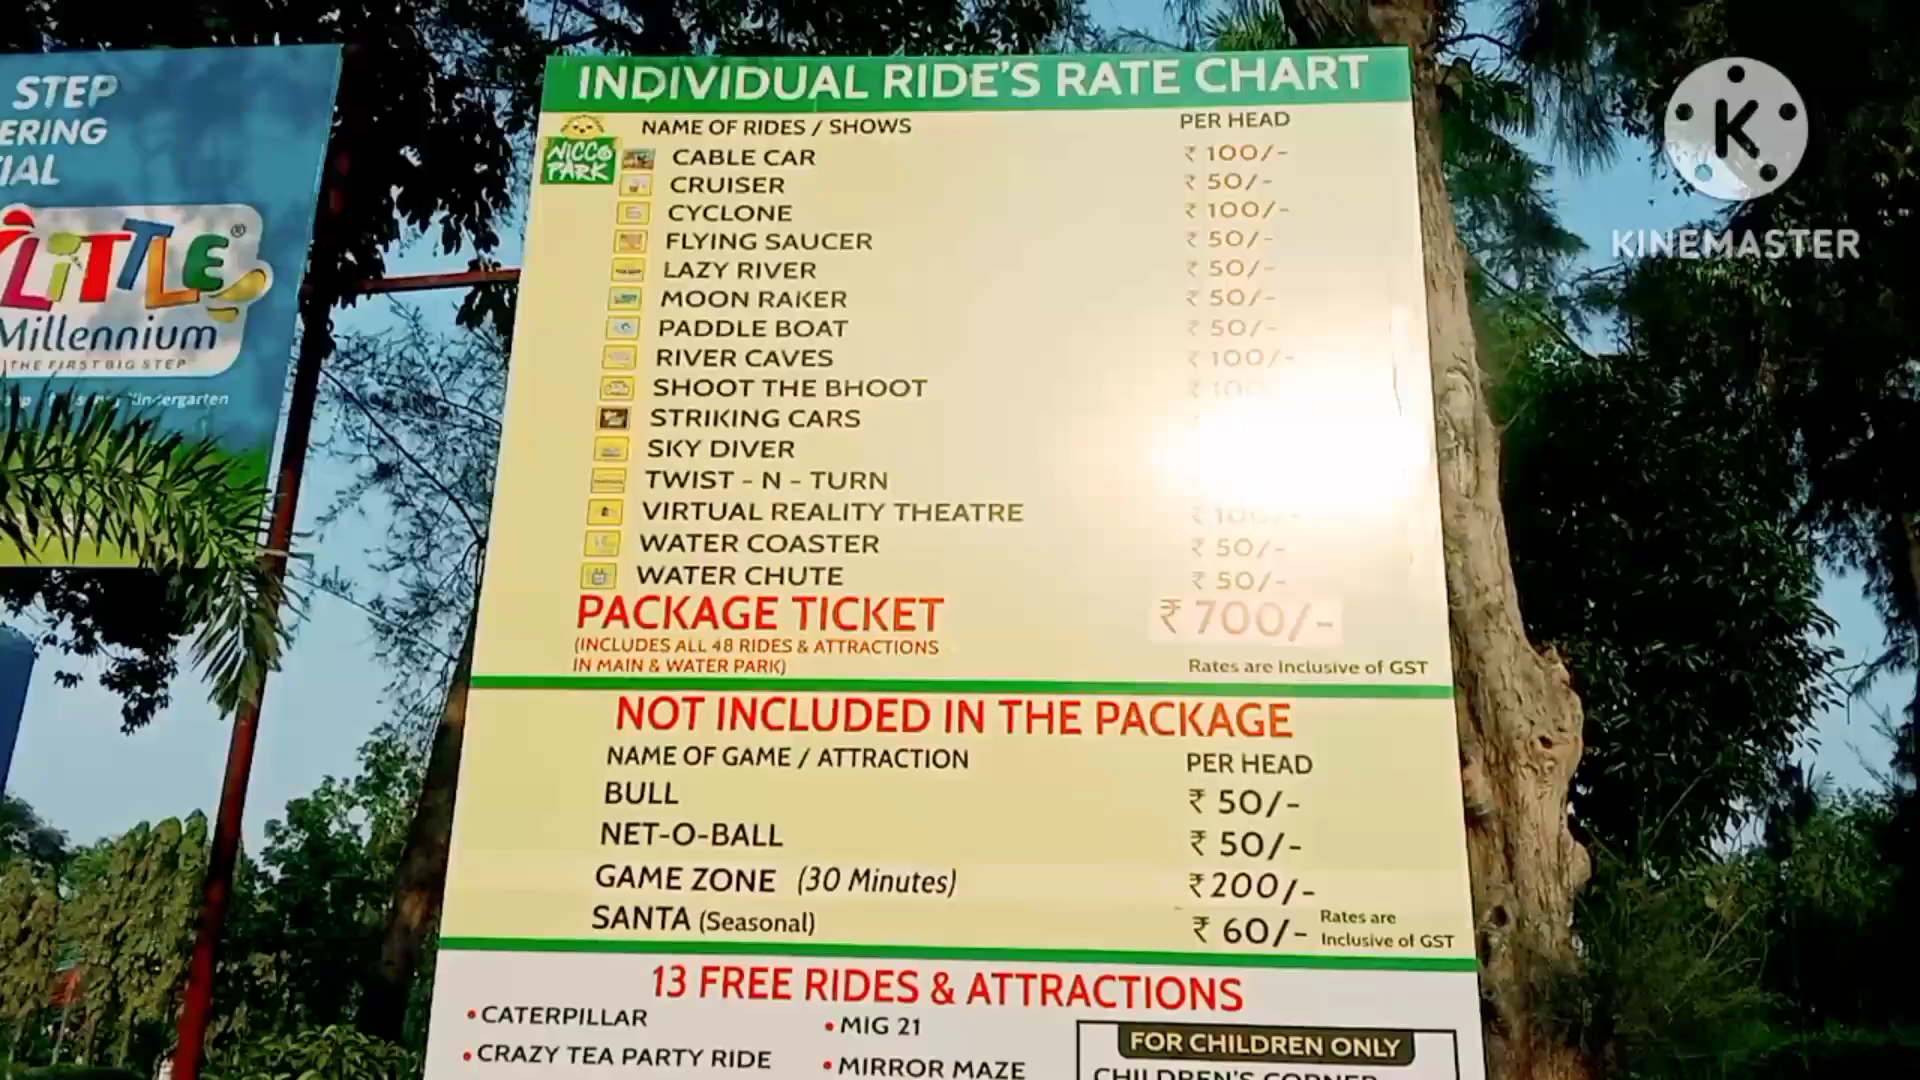 STEP
ERING
IAL
LITTLE®
Millennium
THE FIRST BIG STEP
Kindergarten
INDIVIDUAL RIDE'S RATE CHART
NICCO
PARK
NAME OF RIDES / SHOWS PER HEAD
CABLE CAR ₹ 100/-
CRUISER ₹ 50/-
CYCLONE ₹ 100/-
FLYING SAUCER ₹ 50/-
LAZY RIVER ₹ 50/-
MOON RAKER ₹ 50/-
PADDLE BOAT ₹ 50/-
RIVER CAVES ₹ 100/-
SHOOT THE BHOOT ₹ 100
STRIKING CARS
SKY DIVER
TWIST - N - TURN
VIRTUAL REALITY THEATRE ₹ 100/-
WATER COASTER ₹ 50/-
WATER CHUTE ₹ 50/-
PACKAGE TICKET ₹ 700/-
(INCLUDES ALL 48 RIDES & ATTRACTIONS
IN MAIN & WATER PARK) Rates are Inclusive of GST
NOT INCLUDED IN THE PACKAGE
NAME OF GAME / ATTRACTION PER HEAD
BULL ₹ 50/-
NET-O-BALL ₹ 50/-
GAME ZONE (30 Minutes) ₹200/-
SANTA (Seasonal) ₹ 60/- Rates are
Inclusive of GST
13 FREE RIDES & ATTRACTIONS
• CATERPILLAR • MIG 21
FOR CHILDREN ONLY
• CRAZY TEA PARTY RIDE • MIRROR MAZE
CHILDREN'S CORNER
K
KINEMASTER